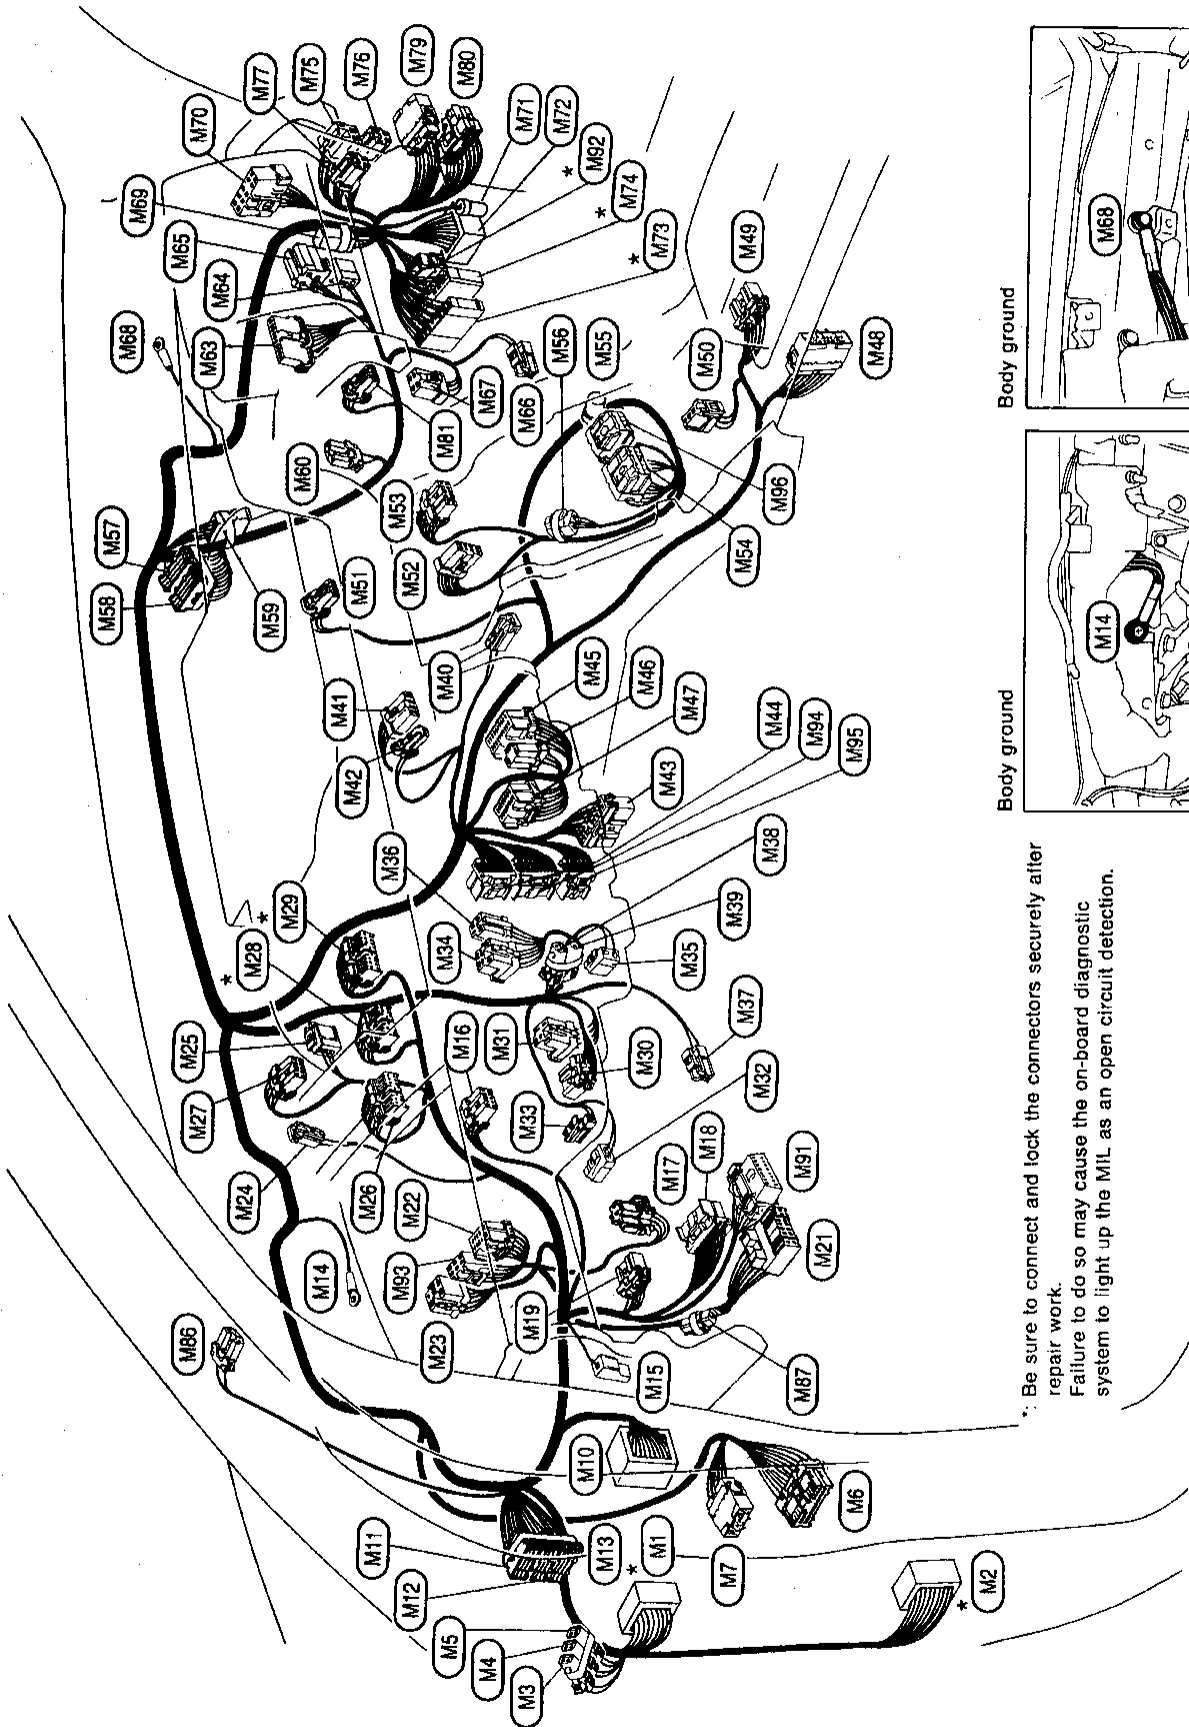 M70
M77
M75
M76
M79
M80
M69
M65
M64
M68
M63
M71
M72
* M92
* M74
* M73
M49
M48
M50
M55
M56
M67
M66
M81
M60
M53
M52
M51
M96
M54
M57
M58
M59
M40
M41
M42
M45
M46
M47
M44
M94
M95
M43
M36
M38
M39
M34
M35
* M29
* M28
M25
M27
M16
M31
M30
M37
M32
M33
M24
M26
M22
M17
M18
M91
M21
M14
M93
M23
M19
M15
M87
M86
M10
M6
M7
M11
M12
M13
* M1
* M2
M5
M4
M3
Body ground
M68
Body ground
M14
*: Be sure to connect and lock the connectors securely after
repair work.
Failure to do so may cause the on-board diagnostic
system to light up the MIL as an open circuit detection.